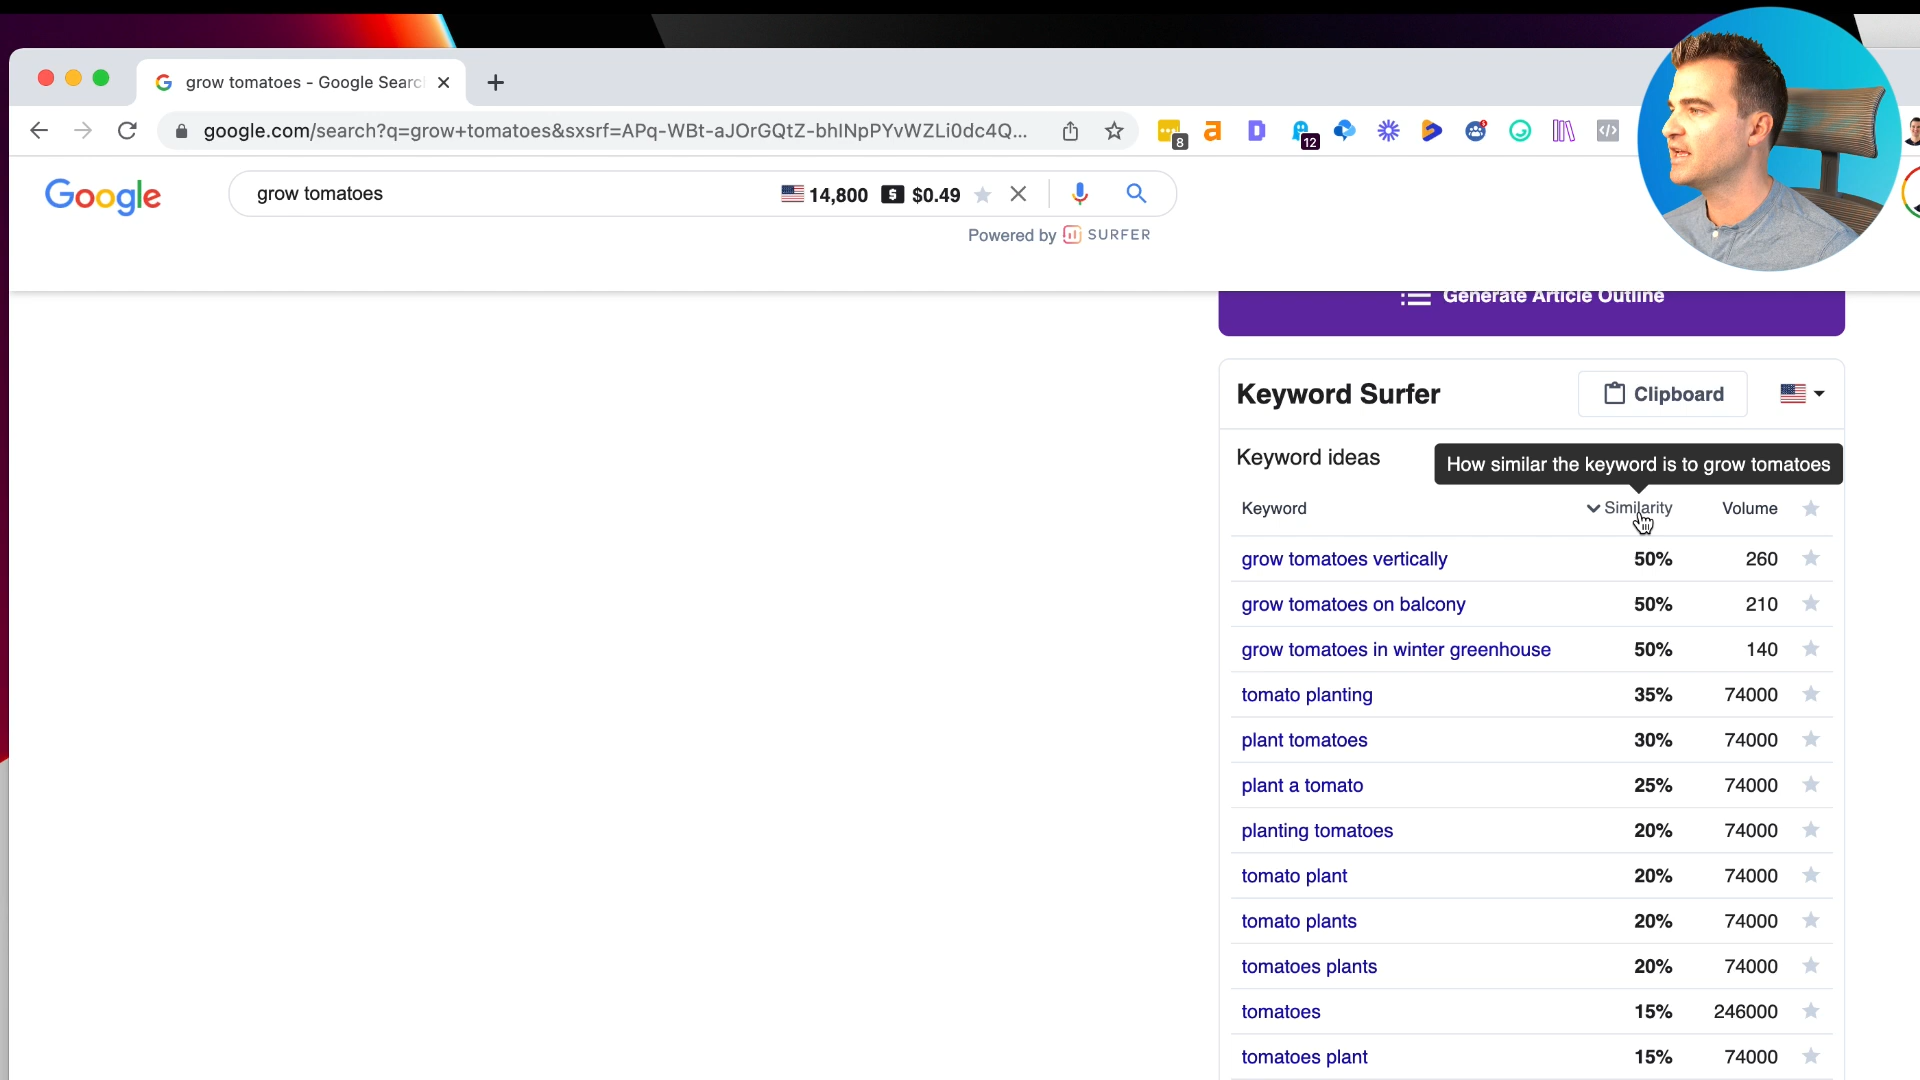 grow tomatoes - Google Searc
google.com/search?q=grow+tomatoes&sxsrf=APq-WBt-aJOrGQtZ-bhINpPYvWZLi0dc4Q...
8
12
Google
grow tomatoes
14,800 $ $0.49
Powered by SURFER
Generate Article Outline
Keyword Surfer
Clipboard
Keyword ideas
How similar the keyword is to grow tomatoes
Keyword Similarity Volume
grow tomatoes vertically 50% 260
grow tomatoes on balcony 50% 210
grow tomatoes in winter greenhouse 50% 140
tomato planting 35% 74000
plant tomatoes 30% 74000
plant a tomato 25% 74000
planting tomatoes 20% 74000
tomato plant 20% 74000
tomato plants 20% 74000
tomatoes plants 20% 74000
tomatoes 15% 246000
tomatoes plant 15% 74000